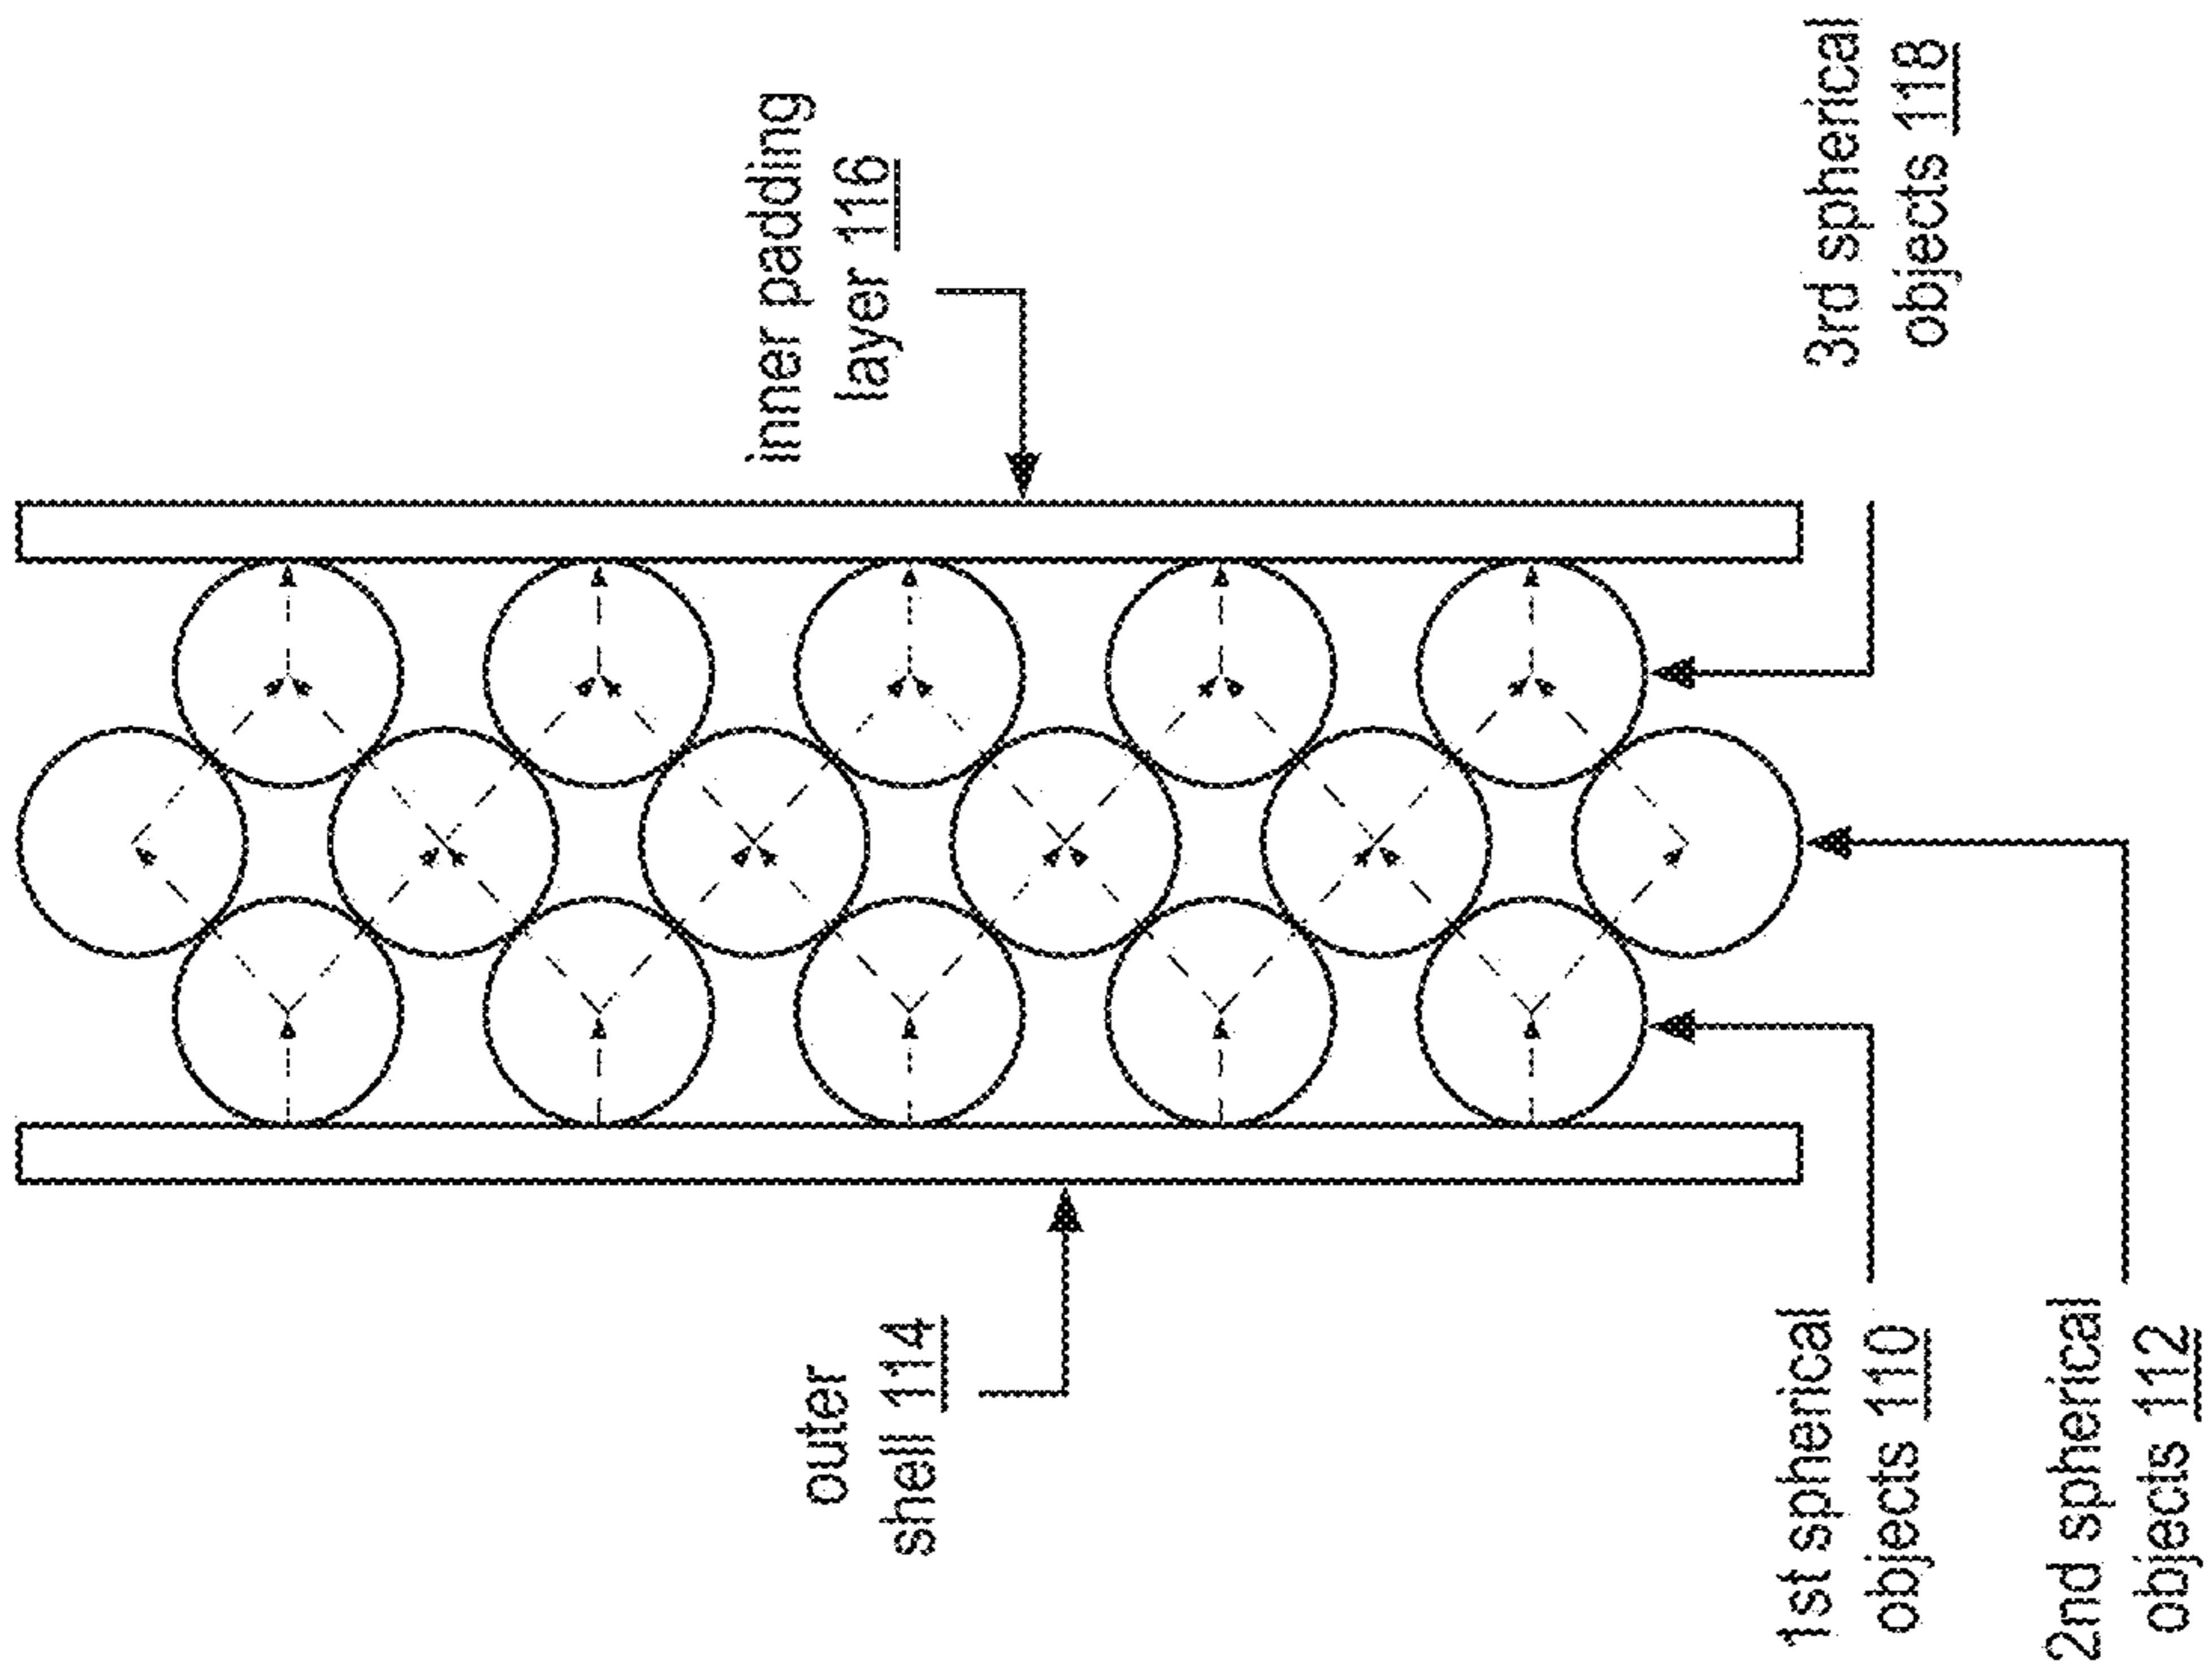 outer
shell 114
inner padding
layer 116
1st spherical
objects 110
2nd spherical
objects 112
3rd spherical
objects 118